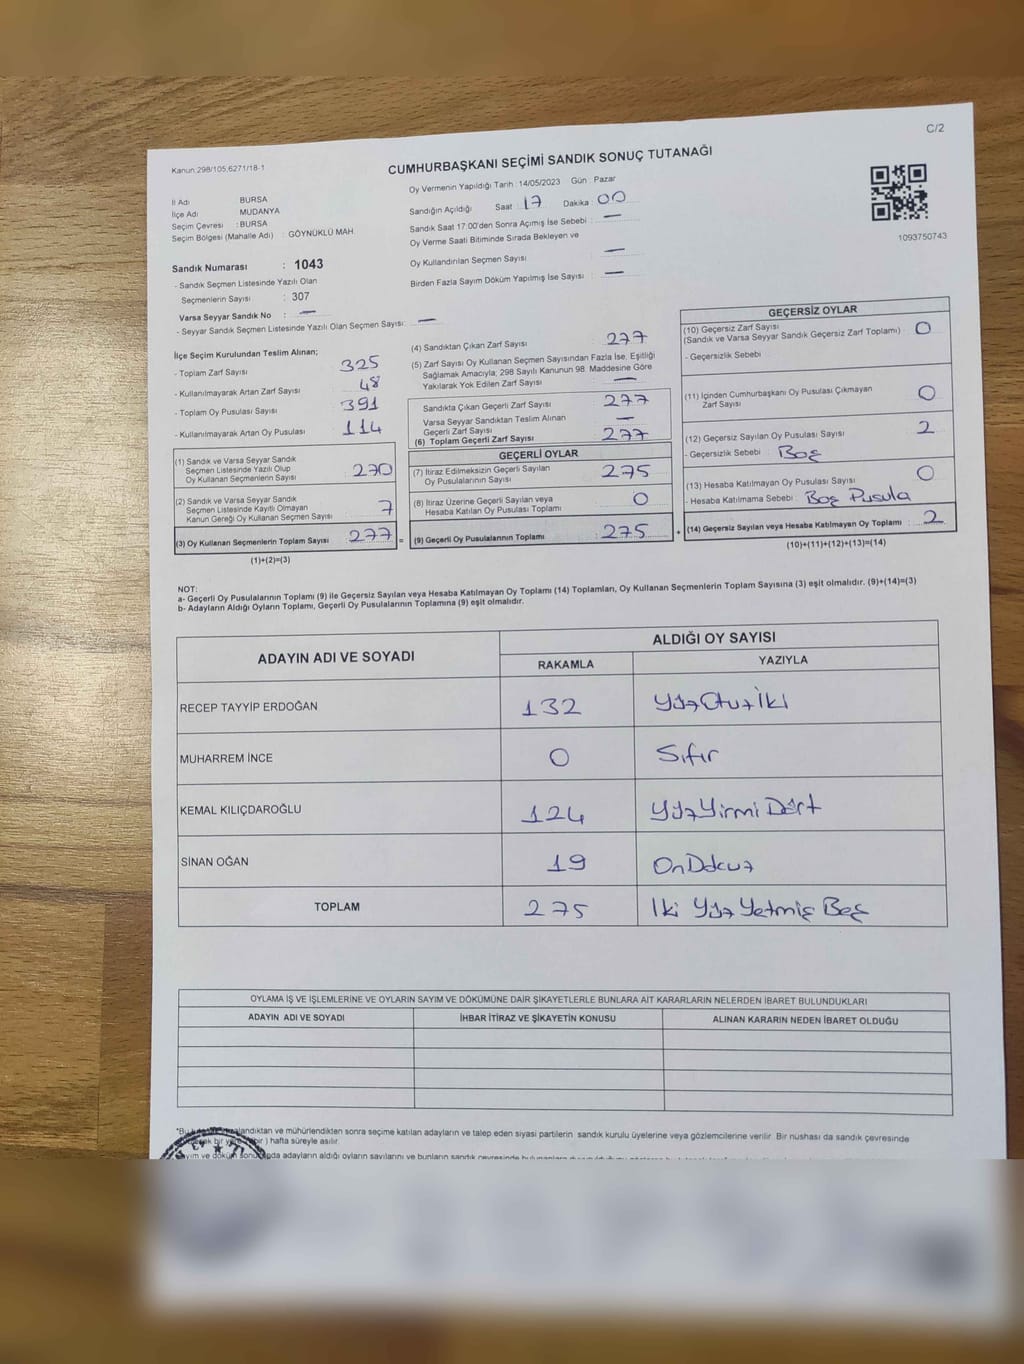 C/2
Kanun:298/105,6271/18-1
CUMHURBAŞKANI SEÇİMİ SANDIK SONUÇ TUTANAĞI
Oy Vermenin Yapıldığı Tarih : 14/05/2023 Gün : Pazar
İl Adı : BURSA
İlçe Adı : MUDANYA
Seçim Çevresi : BURSA
Seçim Bölgesi (Mahalle Adı) : GÖYNÜKLÜ MAH.
Sandığın Açıldığı Saat : 17 Dakika : 00
Sandık Saat 17.00'den Sonra Açımış İse Sebebi : —
Oy Verme Saati Bitiminde Sırada Bekleyen ve
Oy Kullandırılan Seçmen Sayısı : —
Birden Fazla Sayım Döküm Yapılmış İse Sayısı : —
1093750743
Sandık Numarası : 1043
- Sandık Seçmen Listesinde Yazılı Olan
Seçmenlerin Sayısı : 307
Varsa Seyyar Sandık No : —
- Seyyar Sandık Seçmen Listesinde Yazılı Olan Seçmen Sayısı: —
İlçe Seçim Kurulundan Teslim Alınan;
- Toplam Zarf Sayısı : 325
- Kullanılmayarak Artan Zarf Sayısı : 48
- Toplam Oy Pusulası Sayısı : 391
- Kullanılmayarak Artan Oy Pusulası : 114
(1) Sandık ve Varsa Seyyar Sandık
Seçmen Listesinde Yazılı Olup
Oy Kullanan Seçmenlerin Sayısı : 270
(2) Sandık ve Varsa Seyyar Sandık
Seçmen Listesinde Kayıtlı Olmayan
Kanun Gereği Oy Kullanan Seçmen Sayısı : 7
(3) Oy Kullanan Seçmenlerin Toplam Sayısı : 277
(1)+(2)=(3)
(4) Sandıktan Çıkan Zarf Sayısı : 277
(5) Zarf Sayısı Oy Kullanan Seçmen Sayısından Fazla İse, Eşitliği
Sağlamak Amacıyla; 298 Sayılı Kanunun 98. Maddesine Göre
Yakılarak Yok Edilen Zarf Sayısı : —
Sandıkta Çıkan Geçerli Zarf Sayısı : 277
Varsa Seyyar Sandıktan Teslim Alınan
Geçerli Zarf Sayısı : —
(6) Toplam Geçerli Zarf Sayısı : 277
GEÇERLİ OYLAR
(7) İtiraz Edilmeksizin Geçerli Sayılan
Oy Pusulalarının Sayısı : 275
(8) İtiraz Üzerine Geçerli Sayılan veya
Hesaba Katılan Oy Pusulası Toplamı : 0
(9) Geçerli Oy Pusulalarının Toplamı : 275
GEÇERSİZ OYLAR
(10) Geçersiz Zarf Sayısı
(Sandık ve Varsa Seyyar Sandık Geçersiz Zarf Toplamı) : 0
- Geçersizlik Sebebi
(11) İçinden Cumhurbaşkanı Oy Pusulası Çıkmayan
Zarf Sayısı : 0
(12) Geçersiz Sayılan Oy Pusulası Sayısı : 2
- Geçersizlik Sebebi : Boş
(13) Hesaba Katılmayan Oy Pusulası Sayısı : 0
- Hesaba Katılmama Sebebi : Boş Pusula
(14) Geçersiz Sayılan veya Hesaba Katılmayan Oy Toplamı : 2
(10)+(11)+(12)+(13)=(14)
NOT:
a- Geçerli Oy Pusulalarının Toplamı (9) ile Geçersiz Sayılan veya Hesaba Katılmayan Oy Toplamı (14) Toplamları, Oy Kullanan Seçmenlerin Toplam Sayısına (3) eşit olmalıdır. (9)+(14)=(3)
b- Adayların Aldığı Oyların Toplamı, Geçerli Oy Pusulalarının Toplamına (9) eşit olmalıdır.
ADAYIN ADI VE SOYADI ALDIĞI OY SAYISI
RAKAMLA YAZIYLA
RECEP TAYYİP ERDOĞAN 132 YüzOtuzİki
MUHARREM İNCE 0 Sıfır
KEMAL KILIÇDAROĞLU 124 YüzYirmiDört
SİNAN OĞAN 19 OnDokuz
TOPLAM 275 İki Yüz Yetmiş Beş
OYLAMA İŞ VE İŞLEMLERİNE VE OYLARIN SAYIM VE DÖKÜMÜNE DAİR ŞİKAYETLERLE BUNLARA AİT KARARLARIN NELERDEN İBARET BULUNDUKLARI
ADAYIN ADI VE SOYADI İHBAR İTİRAZ VE ŞİKAYETİN KONUSU ALINAN KARARIN NEDEN İBARET OLDUĞU
ve mühürlendikten sonra seçime katılan adayların ve talep eden siyasi partilerin sandık kurulu üyelerine veya gözlemcilerine verilir. Bir nüshası da sandık çevresinde
hafta süreyle asılır.
adayların aldığı oyların sayılarını ve bunların sandık